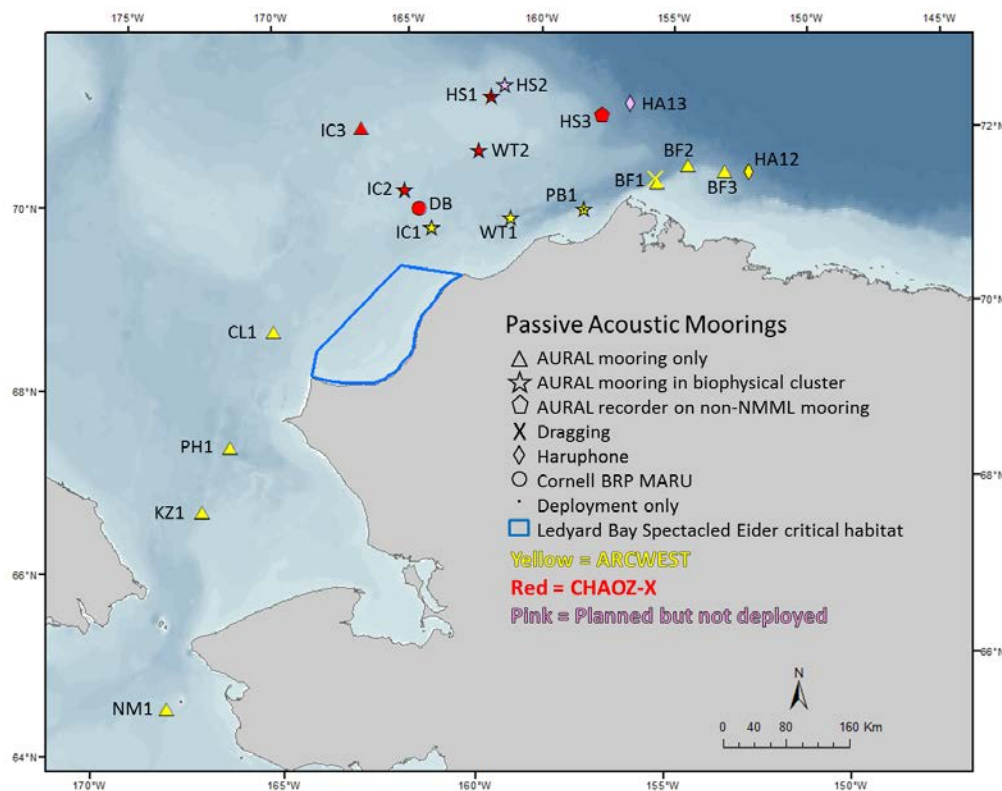 175°W 170°W 165°W 160°W 155°W 150°W 145°W
HS2
HS1
HA13
HS3
IC3
72°N
WT2
BF2
HA12
BF1
BF3
IC2
PB1
70°N
DB
IC1
WT1
70°N
CL1
Passive Acoustic Moorings
AURAL mooring only
AURAL mooring in biophysical cluster
AURAL recorder on non-NMML mooring
Dragging
Haruphone
Cornell BRP MARU
Deployment only
Ledyard Bay Spectacled Eider critical habitat
Yellow = ARCWEST
Red = CHAOZ-X
Pink = Planned but not deployed
68°N
68°N
PH1
KZ1
66°N
66°N
NM1
N
0 40 80 160 Km
64°N
64°N
170°W 165°W 160°W 155°W 150°W